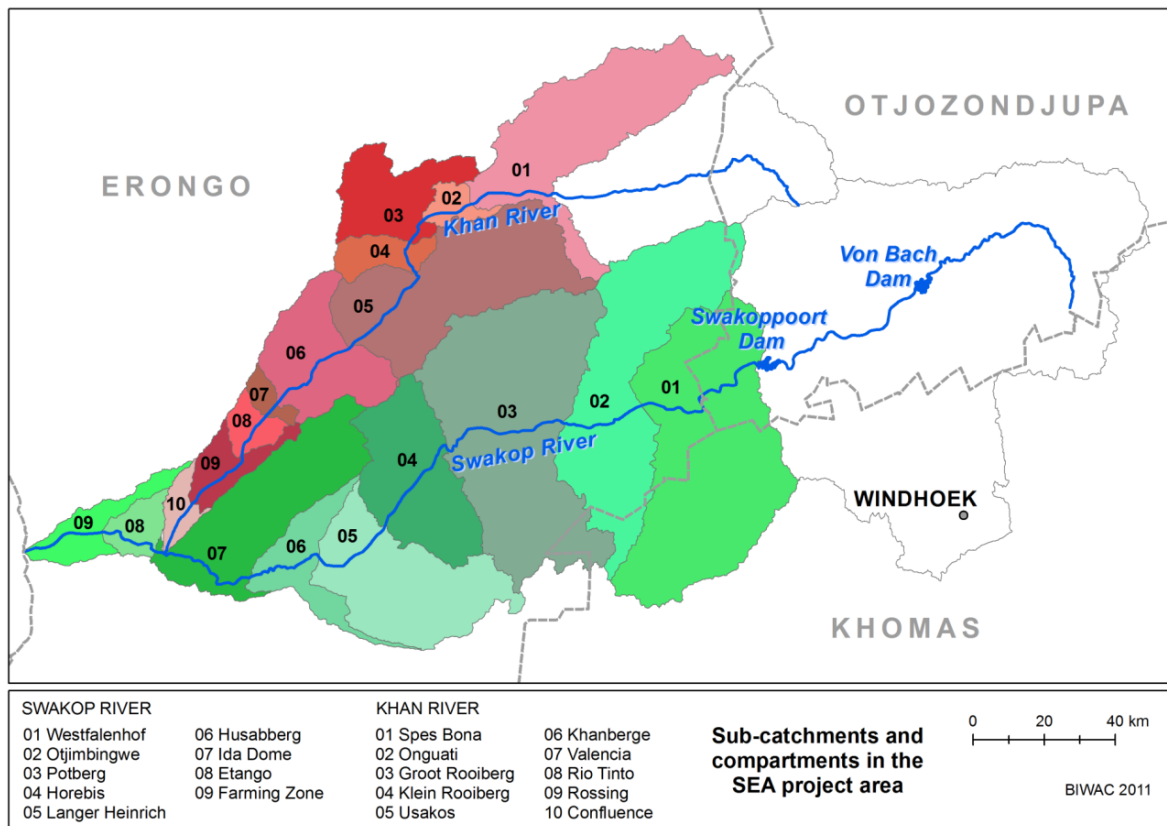 OTJOZONDJUPA
ERONGO
01
02
Khan River
03
04
05
Von Bach
Dam
Swakoppoort
Dam
06
07
08
09
10
01
02
03
Swakop River
04
05
06
07
08
09
WINDHOEK
KHOMAS
SWAKOP RIVER
01 Westfalenhof
02 Otjimbingwe
03 Potberg
04 Horebis
05 Langer Heinrich
06 Husabberg
07 Ida Dome
08 Etango
09 Farming Zone
KHAN RIVER
01 Spes Bona
02 Onguati
03 Groot Rooiberg
04 Klein Rooiberg
05 Usakos
06 Khanberge
07 Valencia
08 Rio Tinto
09 Rossing
10 Confluence
Sub-catchments and
compartments in the
SEA project area
0 20 40 km
BIWAC 2011